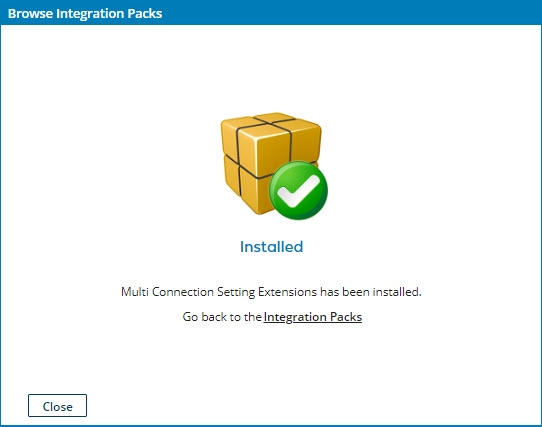 Browse Integration Packs
Installed
Multi Connection Setting Extensions has been installed.
Go back to the Integration Packs
Close